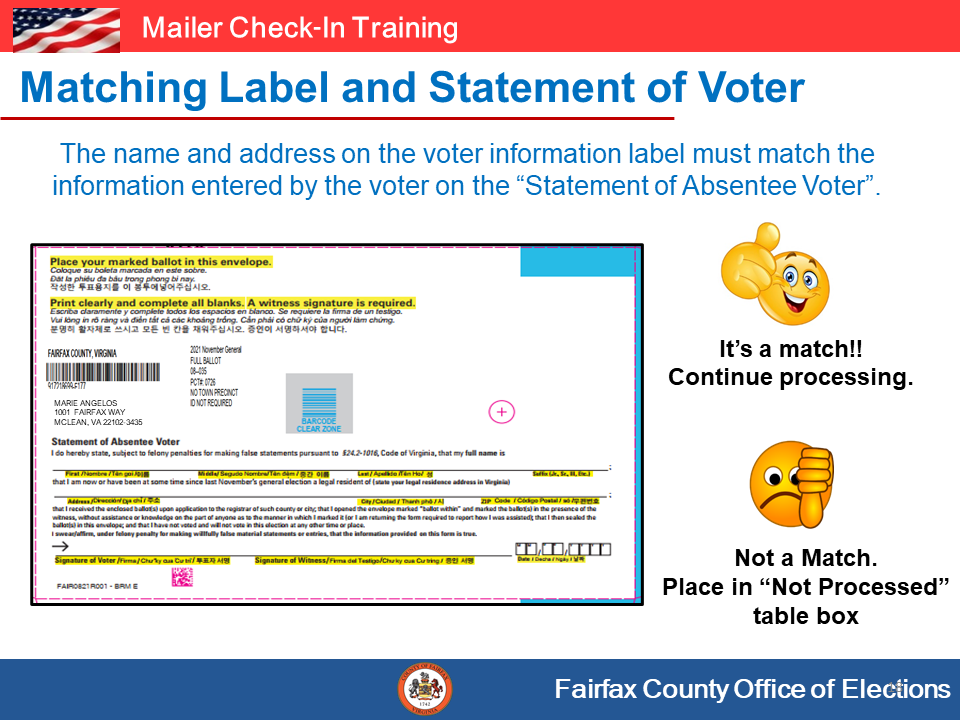 Mailer Check-In Training
Matching Label and Statement of Voter
The name and address on the voter information label must match the
information entered by the voter on the “Statement of Absentee Voter”.
Place your marked ballot in this envelope.
Coloque su boleta marcada en este sobre.
Đặt lá phiếu đã bầu trong phong bì này.
작성한 투표용지를 이 봉투에넣어주십시오.
Print clearly and complete all blanks. A witness signature is required.
Escriba claramente y complete todos los espacios en blanco. Se requiere la firma de un testigo.
Vui lòng in rõ ràng và điền tất cả các khoảng trống. Cần phải có chữ ký của người làm chứng.
분명히 활자체로 쓰시고 모든 빈 칸을 채워주십시오. 증인이 서명하셔야 합니다.
FAIRFAX COUNTY, VIRGINIA
2021 November General
FULL BALLOT
08-035
PCT#: 0726
NO TOWN PRECINCT
ID NOT REQUIRED
MARIE ANGELOS
1001 FAIRFAX WAY
MCLEAN, VA 22102-3435
BARCODE
CLEAR ZONE
Statement of Absentee Voter
I do hereby state, subject to felony penalties for making false statements pursuant to §24.2-1016, Code of Virginia, that my full name is
First/Nombre/Tên gọi/이름 Middle/Segundo Nombre/Tên đệm/중간 이름 Last/Apellido/Tên Họ/ 성 Suffix (Jr., Sr., III, Etc.)
that I am now or have been at some time since last November's general election a legal resident of (state your legal residence address in Virginia)
Address/Dirección/Địa chỉ/주소 City/Ciudad/Thành phố/시 ZIP Code/Código Postal/số/우편번호
that I received the enclosed ballot(s) upon application to the registrar of such county or city; that I opened the envelope marked "ballot within" and marked the ballot(s) in the presence of the
witness, without assistance or knowledge on the part of anyone as to the manner in which I marked it (or I am returning the form required to report how I was assisted); that I then sealed the
ballot(s) in this envelope; and that I have not voted and will not vote in this election at any other time or place.
I swear/affirm, under felony penalty for making willfully false material statements or entries, that the information provided on this form is true.
Signature of Voter/Firma/Chữ ký của Cử tri/투표자 서명 Signature of Witness/Firma del Testigo/Chữ ký của Cử tri/증인 서명 Date/Fecha/Ngày/날짜
FAIR0821R001 - BRM E
It’s a match!!
Continue processing.
Not a Match.
Place in “Not Processed”
table box
COUNTY OF FAIRFAX
VIRGINIA
1742
Fairfax County Office of Elections